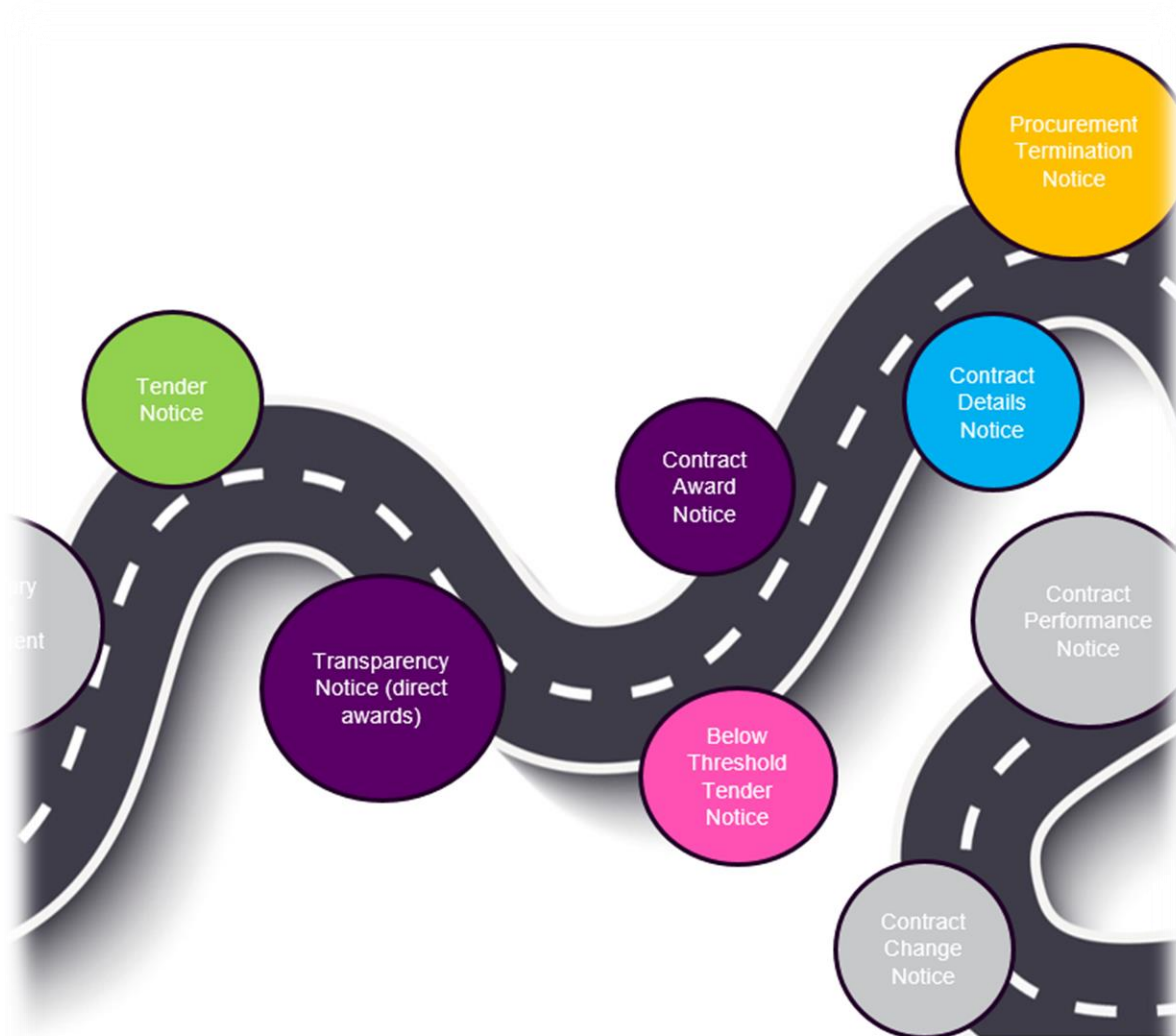 Procurement
Termination
Notice
Tender
Notice
Contract
Details
Notice
Contract
Award
Notice
Contract
Performance
Notice
Transparency
Notice (direct
awards)
Below
Threshold
Tender
Notice
Contract
Change
Notice